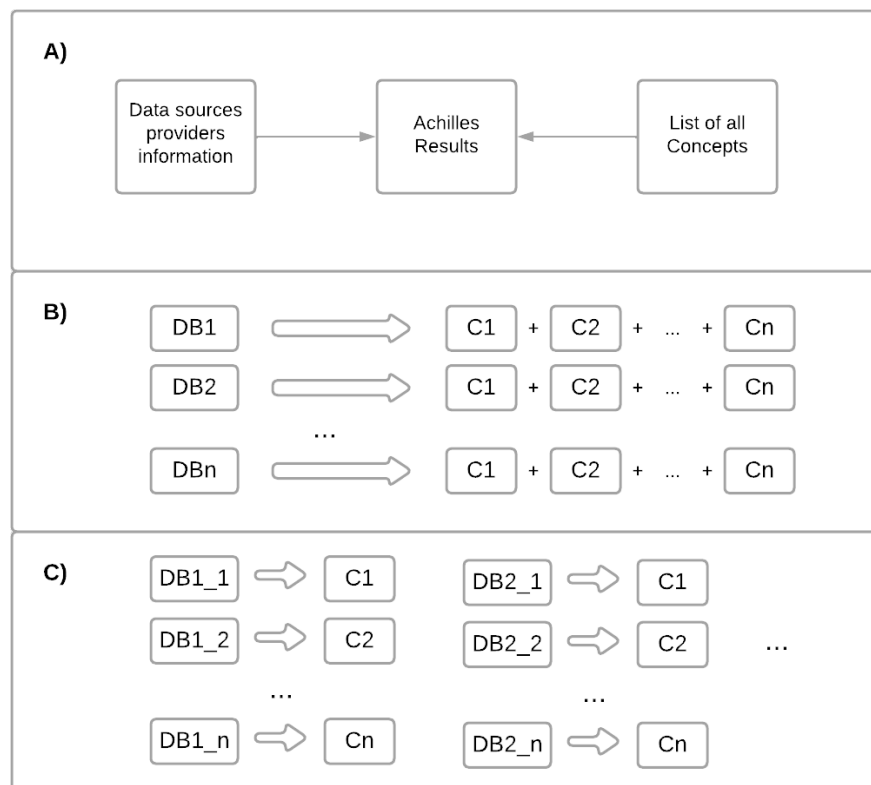 A)
Data sources
providers
information
Achilles
Results
List of all
Concepts
B)
DB1 C1 + C2 + ... + Cn
DB2 C1 + C2 + ... + Cn
...
DBn C1 + C2 + ... + Cn
C)
DB1_1 C1 DB2_1 C1
DB1_2 C2 DB2_2 C2 ...
... ...
DB1_n Cn DB2_n Cn